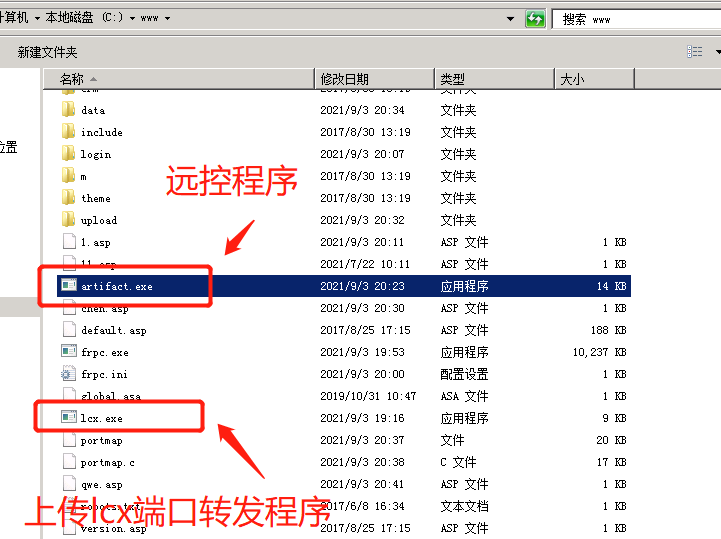 计算机 ▸ 本地磁盘 (C:) ▸ www ▸ 搜索 www
新建文件夹
名称 修改日期 类型 大小
data 2021/9/3 20:34 文件夹
include 2017/8/30 13:19 文件夹
位置
login 2021/9/3 20:07 文件夹
m 2017/8/30 13:19 文件夹
远控程序
theme 2017/8/30 13:19 文件夹
upload 2021/9/3 20:32 文件夹
1.asp 2021/9/3 20:11 ASP 文件 1 KB
11.asp 2021/7/22 10:11 ASP 文件 1 KB
artifact.exe 2021/9/3 20:23 应用程序 14 KB
chen.asp 2021/9/3 20:30 ASP 文件 1 KB
default.asp 2017/8/25 17:15 ASP 文件 188 KB
frpc.exe 2021/9/3 19:53 应用程序 10,237 KB
frpc.ini 2021/9/3 20:00 配置设置 1 KB
global.asa 2019/10/31 10:47 ASA 文件 1 KB
lcx.exe 2021/9/3 19:16 应用程序 9 KB
portmap 2021/9/3 20:37 文件 20 KB
portmap.c 2021/9/3 20:38 C 文件 17 KB
qwe.asp 2021/9/3 20:41 ASP 文件 1 KB
上传lcx端口转发程序
robots.txt 2017/6/8 16:34 文本文档 1 KB
version.asp 2017/8/25 17:15 ASP 文件 1 KB